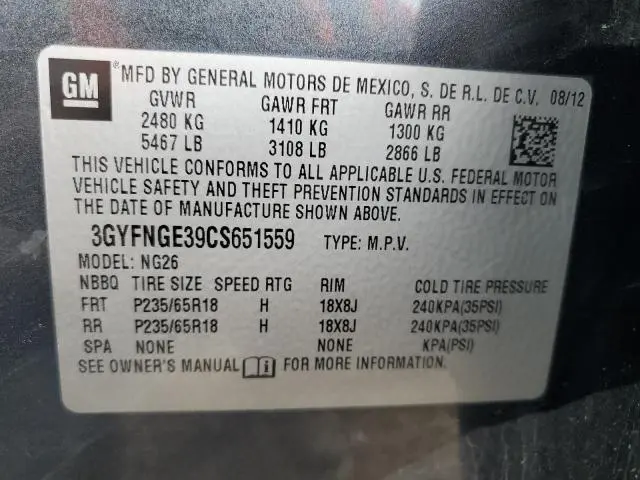 GM
MFD BY GENERAL MOTORS DE MEXICO, S. DE R.L. DE C.V. 08/12
GVWR GAWR FRT GAWR RR
2480 KG 1410 KG 1300 KG
5467 LB 3108 LB 2866 LB
THIS VEHICLE CONFORMS TO ALL APPLICABLE U.S. FEDERAL MOTOR
VEHICLE SAFETY AND THEFT PREVENTION STANDARDS IN EFFECT ON
THE DATE OF MANUFACTURE SHOWN ABOVE.
3GYFNGE39CS651559 TYPE: M.P.V.
MODEL: NG26
NBBQ TIRE SIZE SPEED RTG RIM COLD TIRE PRESSURE
FRT P235/65R18 H 18X8J 240KPA(35PSI)
RR P235/65R18 H 18X8J 240KPA(35PSI)
SPA NONE NONE KPA(PSI)
SEE OWNER'S MANUAL FOR MORE INFORMATION.